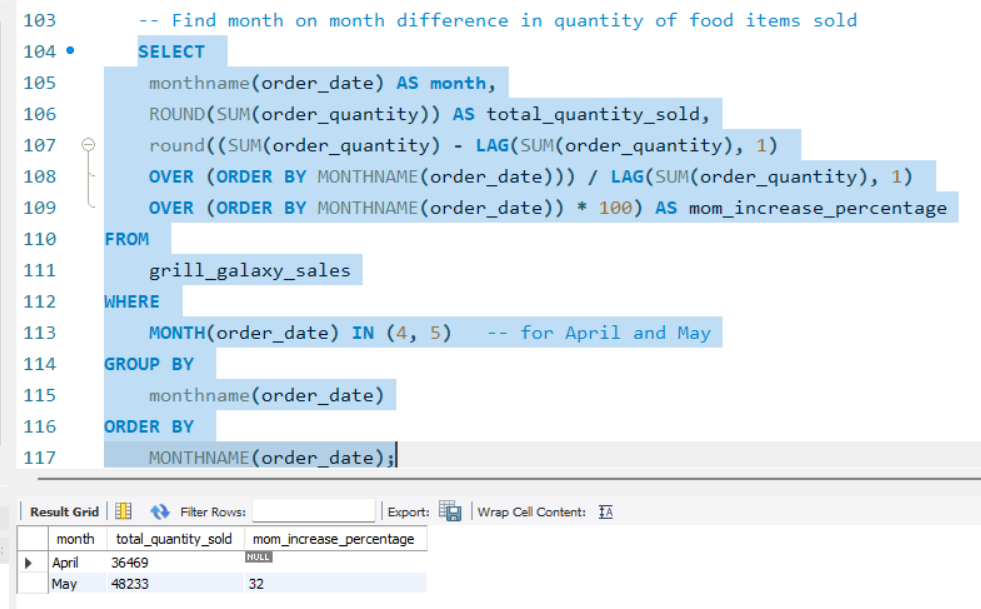 103 -- Find month on month difference in quantity of food items sold
104 SELECT
105 monthname(order_date) AS month,
106 ROUND(SUM(order_quantity)) AS total_quantity_sold,
107 round((SUM(order_quantity) - LAG(SUM(order_quantity), 1)
108 OVER (ORDER BY MONTHNAME(order_date))) / LAG(SUM(order_quantity), 1)
109 OVER (ORDER BY MONTHNAME(order_date)) * 100) AS mom_increase_percentage
110 FROM
111 grill_galaxy_sales
112 WHERE
113 MONTH(order_date) IN (4, 5) -- for April and May
114 GROUP BY
115 monthname(order_date)
116 ORDER BY
117 MONTHNAME(order_date);
Result Grid Filter Rows: Export: Wrap Cell Content: IA
month total_quantity_sold mom_increase_percentage
April 36469 NULL
May 48233 32